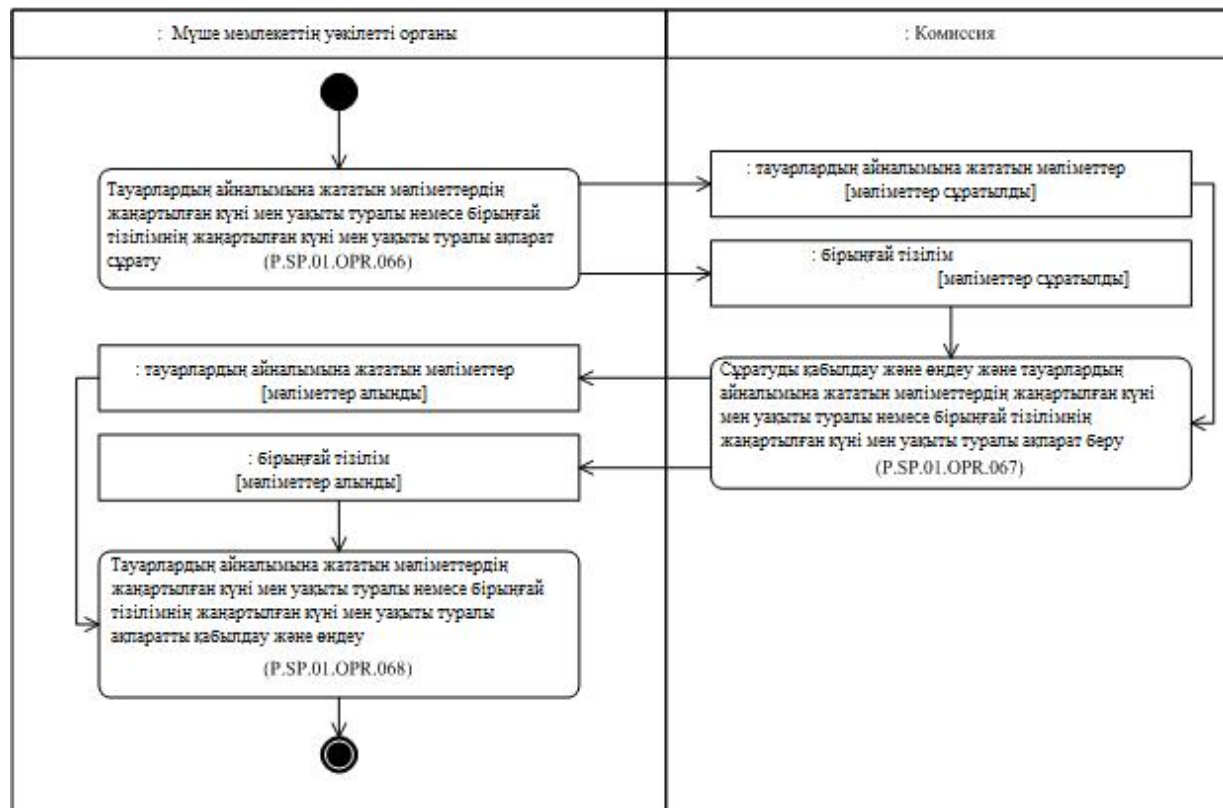 : Мүше мемлекеттің уәкілетті органы
: Комиссия
Тауарлардың айналымына жататын мәліметтердің
жаңартылған күні мен уақыты туралы немесе бірыңғай
тізілімнің жаңартылған күні мен уақыты туралы ақпарат
сұрату (P.SP.01.OPR.066)
: тауарлардың айналымына жататын мәліметтер
[мәліметтер сұратылды]
: бірыңғай тізілім
[мәліметтер сұратылды]
: тауарлардың айналымына жататын мәліметтер
[мәліметтер алынды]
Сұратуды қабылдау және өңдеу және тауарлардың
айналымына жататын мәліметтердің жаңартылған күні
мен уақыты туралы немесе бірыңғай тізілімнің
жаңартылған күні мен уақыты туралы ақпарат беру
(P.SP.01.OPR.067)
: бірыңғай тізілім
[мәліметтер алынды]
Тауарлардың айналымына жататын мәліметтердің
жаңартылған күні мен уақыты туралы немесе бірыңғай
тізілімнің жаңартылған күні мен уақыты туралы
ақпаратты қабылдау және өңдеу
(P.SP.01.OPR.068)